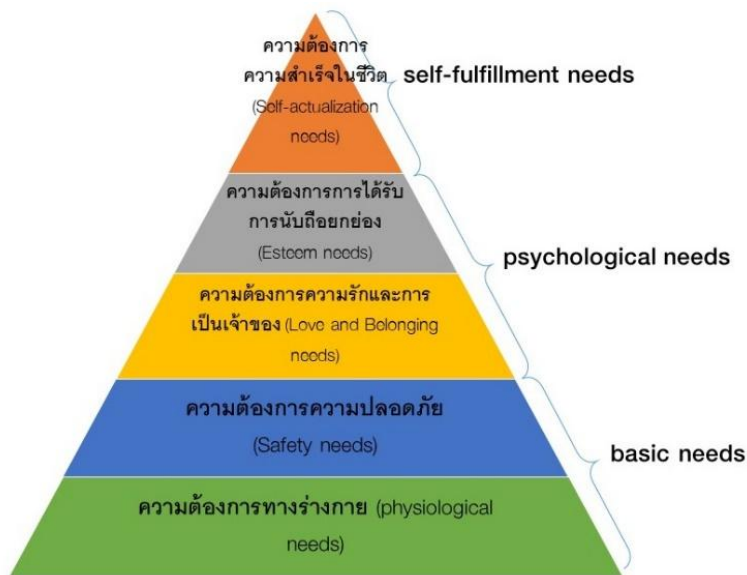 ความต้องการ
ความสำเร็จในชีวิต
(Self-actualization
needs)
self-fulfillment needs
ความต้องการการได้รับ
การนับถือยกย่อง
(Esteem needs)
psychological needs
ความต้องการความรักและการ
เป็นเจ้าของ (Love and Belonging
needs)
ความต้องการความปลอดภัย
(Safety needs)
basic needs
ความต้องการทางร่างกาย (physiological
needs)